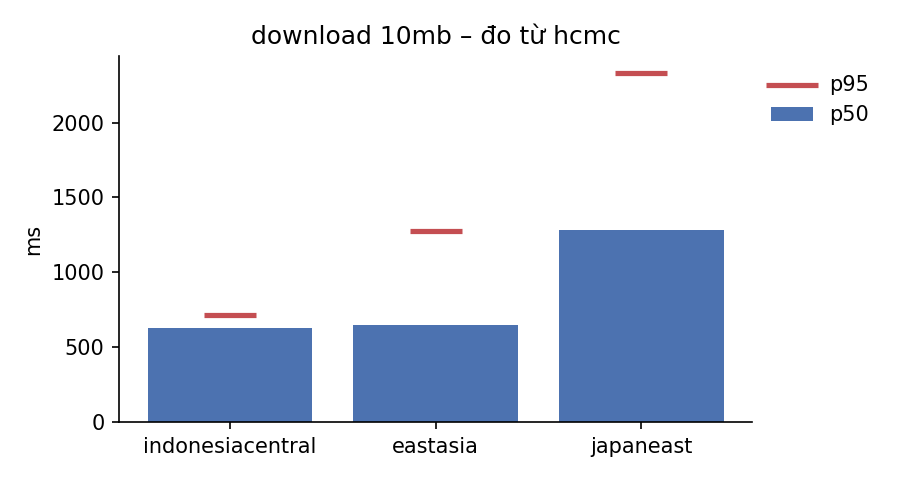 download 10mb – đo từ hcmc
p95
p50
2000
1500
1000
500
0
ms
indonesiacentral
eastasia
japaneast